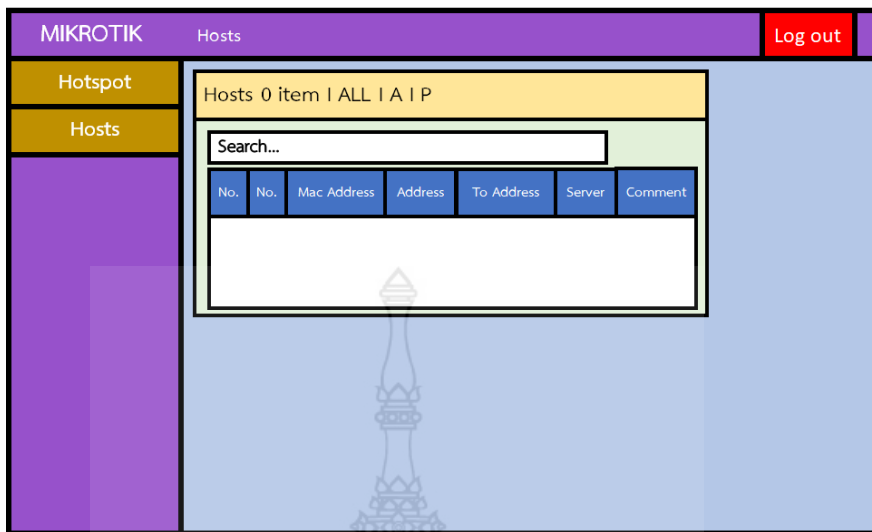 MIKROTIK Hosts Log out
Hotspot
Hosts
Hosts 0 item I ALL I A I P
Search...
No. No. Mac Address Address To Address Server Comment